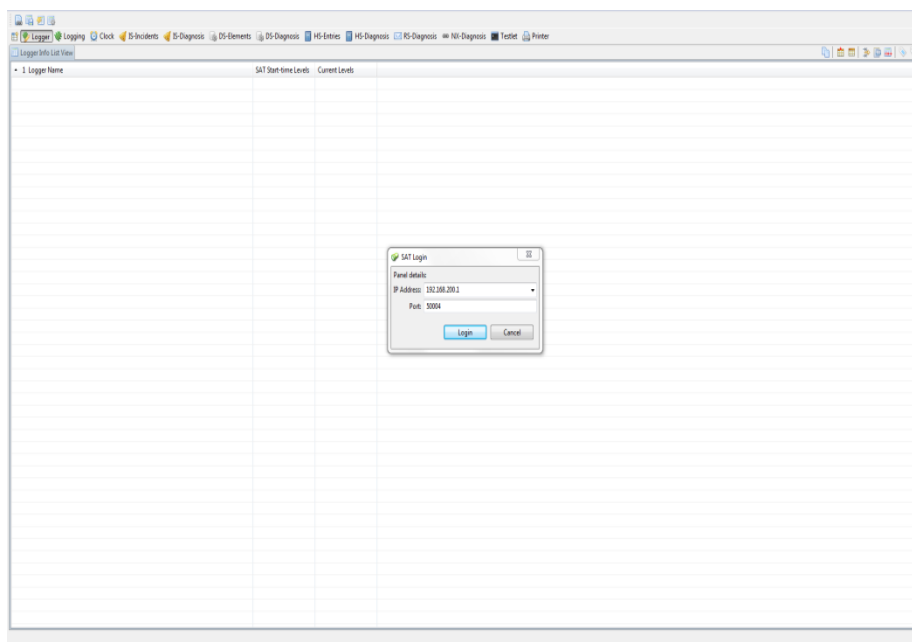 Logger Logging Clock IS-Incidents IS-Diagnosis DS-Elements DS-Diagnosis HS-Entries HS-Diagnosis RS-Diagnosis NX-Diagnosis Testlet Printer
Logger Info List View
1 Logger Name SAT Start-time Levels Current Levels
SAT Login
Panel details:
IP Address: 192.168.200.1
Port: 50004
Login Cancel